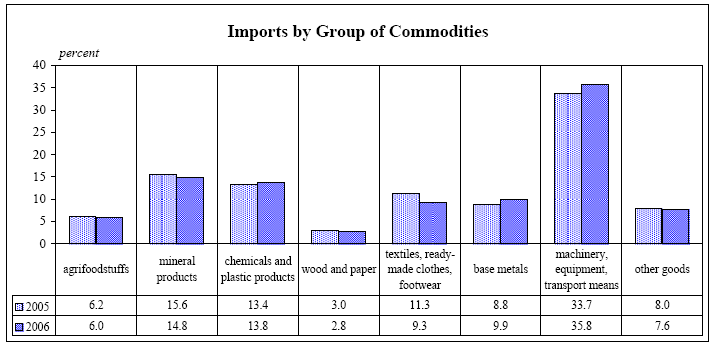 Imports by Group of Commodities
percent
40
35
30
25
20
15
10
5
0
agrifoodstuffs
mineral
products
chemicals and
plastic products
wood and paper
textiles, ready-
made clothes,
footwear
base metals
machinery,
equipment,
transport means
other goods
2005 6.2 15.6 13.4 3.0 11.3 8.8 33.7 8.0
2006 6.0 14.8 13.8 2.8 9.3 9.9 35.8 7.6